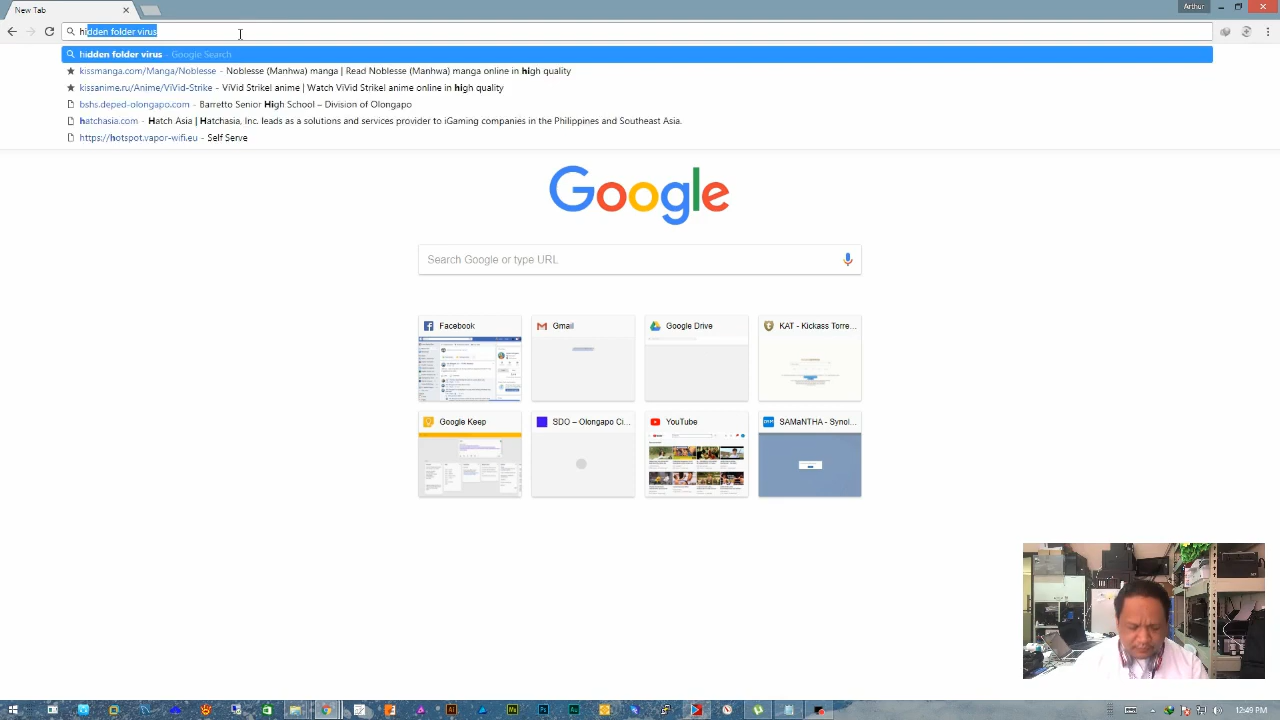 New Tab
Arthur
hidden folder virus
hidden folder virus - Google Search
kissmanga.com/Manga/Noblesse - Noblesse (Manhwa) manga | Read Noblesse (Manhwa) manga online in high quality
kissanime.ru/Anime/ViVid-Strike - ViVid Strike! anime | Watch ViVid Strike! anime online in high quality
bshs.deped-olongapo.com - Barretto Senior High School – Division of Olongapo
hatchasia.com - Hatch Asia | Hatchasia, Inc. leads as a solutions and services provider to iGaming companies in the Philippines and Southeast Asia.
https://hotspot.vapor-wifi.eu - Self Serve
Google
Search Google or type URL
Facebook
Gmail
Google Drive
KAT - Kickass Torre...
Google Keep
SDO – Olongapo Ci...
YouTube
SAMaNTHA - Synol...
12:49 PM